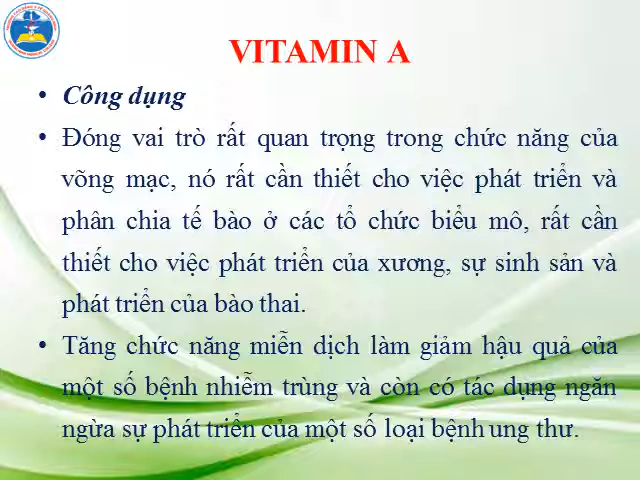 VITAMIN A
• Công dụng
• Đóng vai trò rất quan trọng trong chức năng của
võng mạc, nó rất cần thiết cho việc phát triển và
phân chia tế bào ở các tổ chức biểu mô, rất cần
thiết cho việc phát triển của xương, sự sinh sản và
phát triển của bào thai.
• Tăng chức năng miễn dịch làm giảm hậu quả của
một số bệnh nhiễm trùng và còn có tác dụng ngăn
ngừa sự phát triển của một số loại bệnh ung thư.